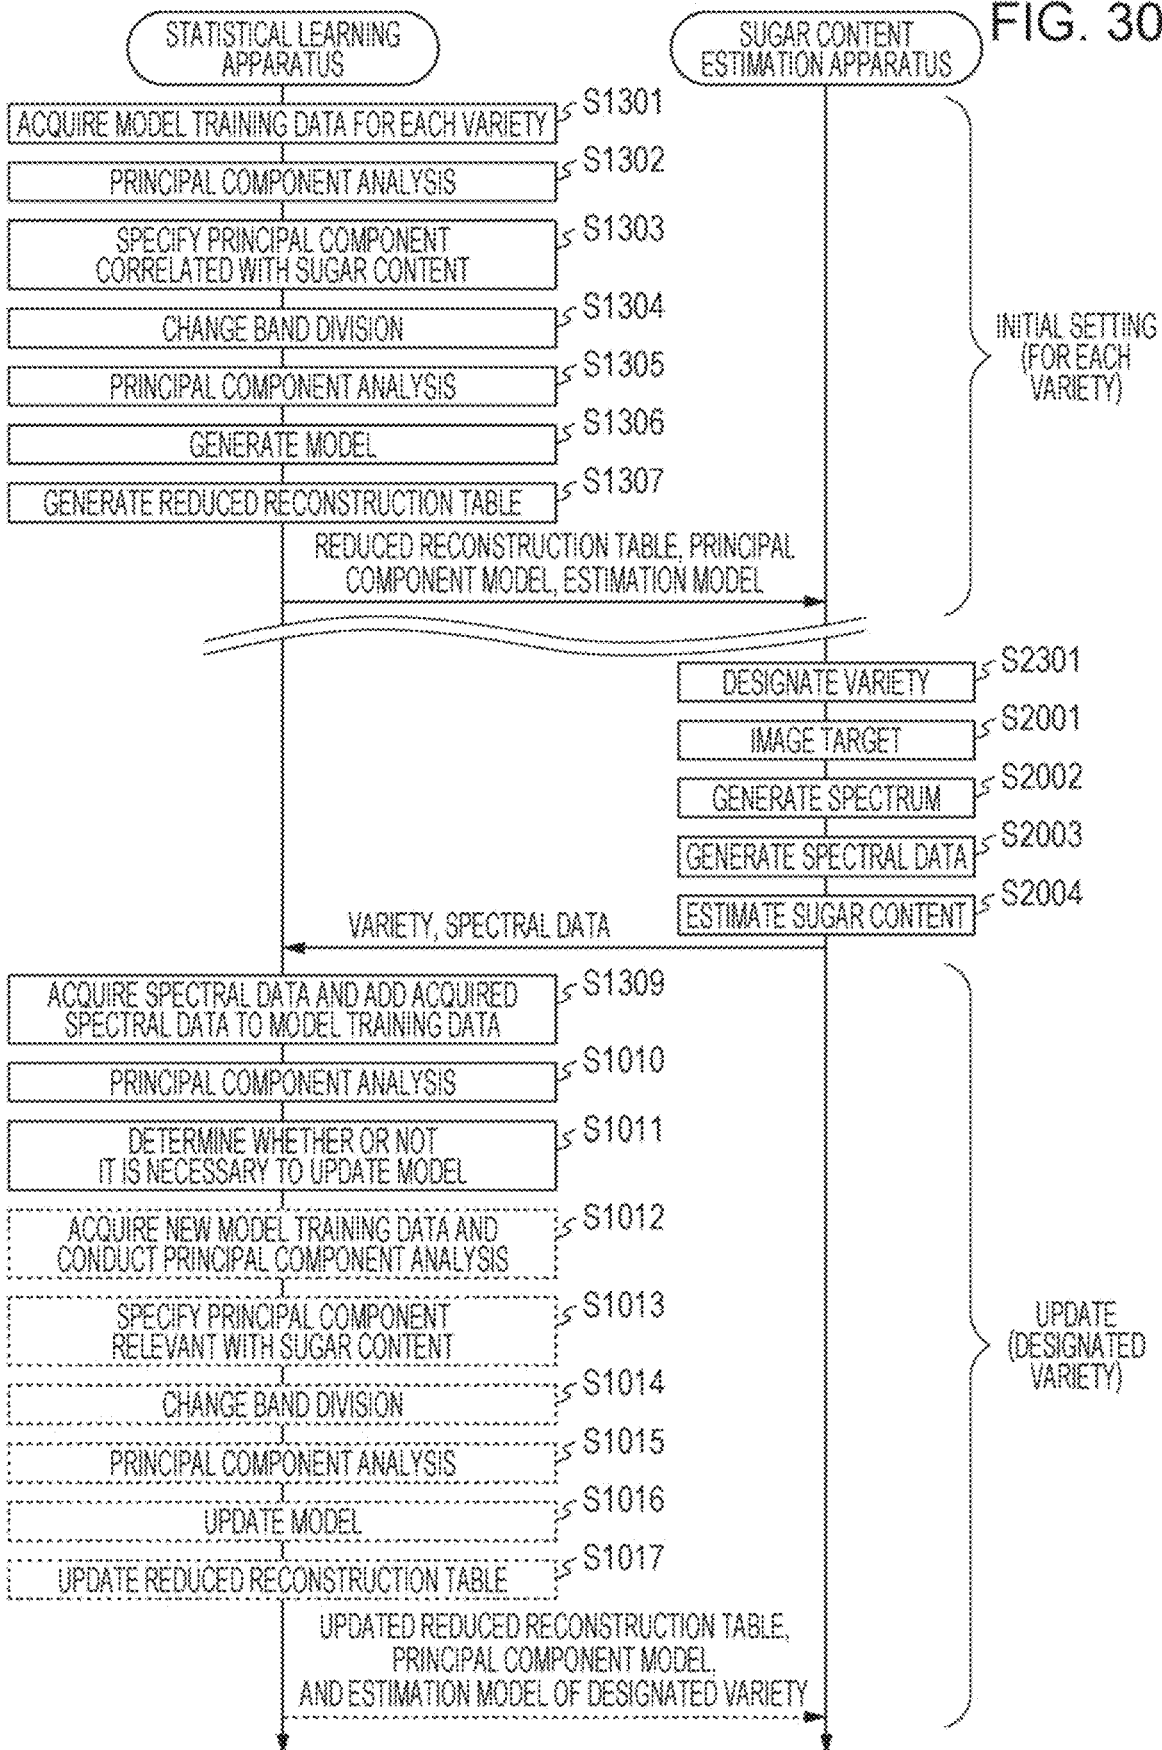 FIG. 30
STATISTICAL LEARNING
APPARATUS
SUGAR CONTENT
ESTIMATION APPARATUS
ACQUIRE MODEL TRAINING DATA FOR EACH VARIETY
S1301
PRINCIPAL COMPONENT ANALYSIS
S1302
SPECIFY PRINCIPAL COMPONENT
CORRELATED WITH SUGAR CONTENT
S1303
CHANGE BAND DIVISION
S1304
PRINCIPAL COMPONENT ANALYSIS
S1305
GENERATE MODEL
S1306
GENERATE REDUCED RECONSTRUCTION TABLE
S1307
INITIAL SETTING
(FOR EACH
VARIETY)
REDUCED RECONSTRUCTION TABLE, PRINCIPAL
COMPONENT MODEL, ESTIMATION MODEL
DESIGNATE VARIETY
S2301
IMAGE TARGET
S2001
GENERATE SPECTRUM
S2002
GENERATE SPECTRAL DATA
S2003
ESTIMATE SUGAR CONTENT
S2004
VARIETY, SPECTRAL DATA
ACQUIRE SPECTRAL DATA AND ADD ACQUIRED
SPECTRAL DATA TO MODEL TRAINING DATA
S1309
PRINCIPAL COMPONENT ANALYSIS
S1010
DETERMINE WHETHER OR NOT
IT IS NECESSARY TO UPDATE MODEL
S1011
ACQUIRE NEW MODEL TRAINING DATA AND
CONDUCT PRINCIPAL COMPONENT ANALYSIS
S1012
SPECIFY PRINCIPAL COMPONENT
RELEVANT WITH SUGAR CONTENT
S1013
CHANGE BAND DIVISION
S1014
PRINCIPAL COMPONENT ANALYSIS
S1015
UPDATE MODEL
S1016
UPDATE REDUCED RECONSTRUCTION TABLE
S1017
UPDATE
(DESIGNATED
VARIETY)
UPDATED REDUCED RECONSTRUCTION TABLE,
PRINCIPAL COMPONENT MODEL,
AND ESTIMATION MODEL OF DESIGNATED VARIETY